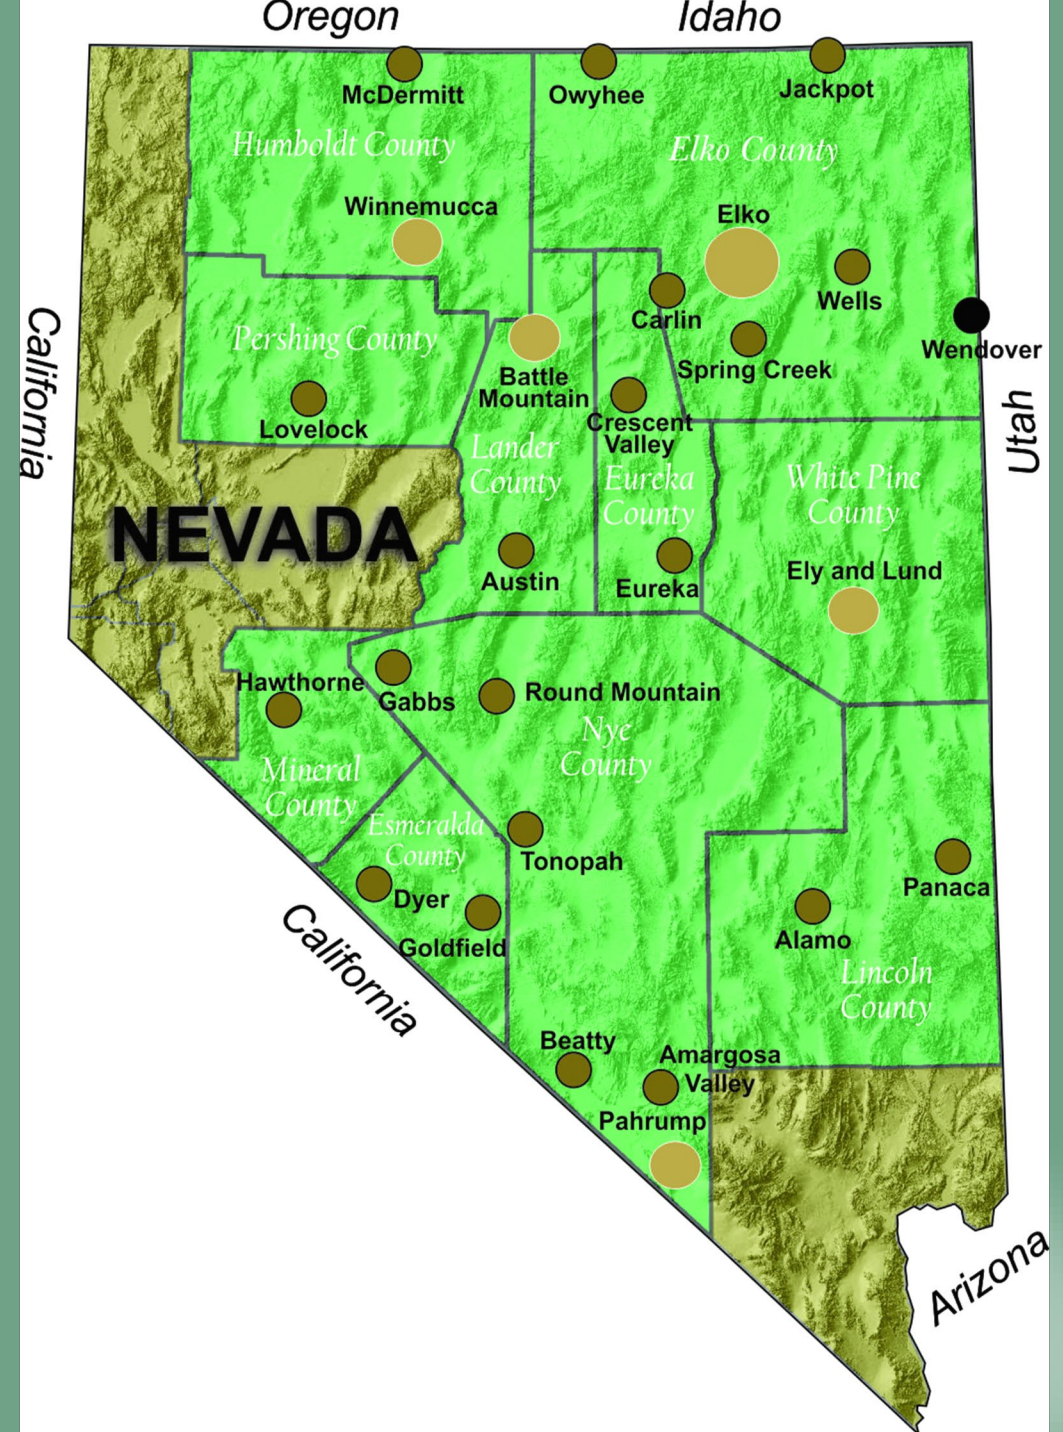 Oregon
Idaho
McDermitt
Owyhee
Jackpot
Humboldt County
Elko County
Winnemucca
Elko
Wells
Carlin
California
Pershing County
Wendover
Spring Creek
Battle
Mountain
Utah
Crescent
Valley
Lovelock
Lander
County
Eureka
County
White Pine
County
NEVADA
Austin
Eureka
Ely and Lund
Hawthorne
Gabbs
Round Mountain
Nye
County
Mineral
County
Esmeralda
County
Tonopah
Dyer
Goldfield
Panaca
Alamo
Lincoln
County
California
Beatty
Amargosa
Valley
Pahrump
Arizona